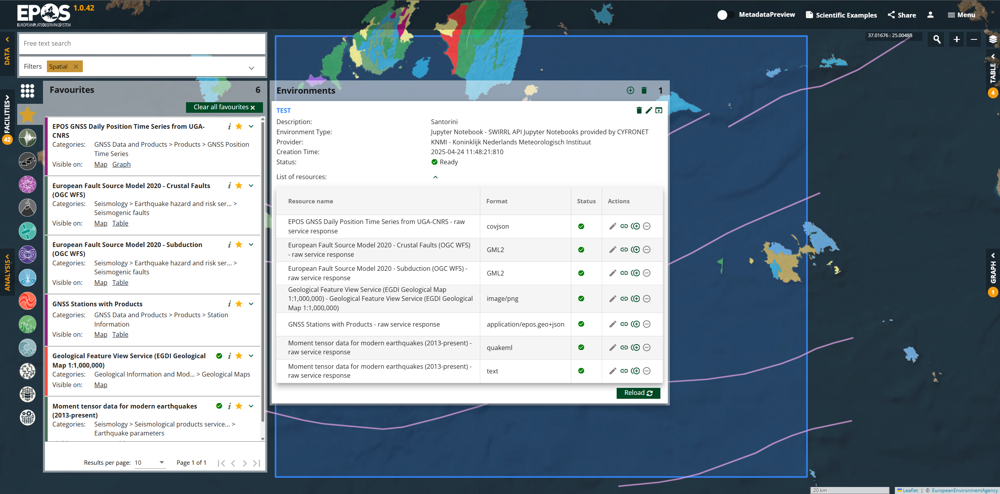 EPOS 1.0.42
EUROPEANPLATEOBSERVINGSYSTEM
MetadataPreview
Scientific Examples
Share
Menu
DATA
FACILITIES
42
ANALYSIS
Free text search
Filters Spatial
Favourites 6
Clear all favourites
EPOS GNSS Daily Position Time Series from UGA-
CNRS
Categories: GNSS Data and Products > Products > GNSS Position
Time Series
Visible on: Map Graph
European Fault Source Model 2020 - Crustal Faults
(OGC WFS)
Categories: Seismology > Earthquake hazard and risk ser... >
Seismogenic faults
Visible on: Map Table
European Fault Source Model 2020 - Subduction
(OGC WFS)
Categories: Seismology > Earthquake hazard and risk ser... >
Seismogenic faults
Visible on: Map Table
GNSS Stations with Products
Categories: GNSS Data and Products > Products > Station
Information
Visible on: Map Table
Geological Feature View Service (EGDI Geological
Map 1:1,000,000)
Categories: Geological Information and Mod... > Geological Maps
Visible on: Map
Moment tensor data for modern earthquakes
(2013-present)
Categories: Seismology > Seismological products service... >
Earthquake parameters
Results per page: 10 Page 1 of 1
Environments 1
TEST
Description: Santorini
Environment Type: Jupyter Notebook - SWIRRL API Jupyter Notebooks provided by CYFRONET
Provider: KNMI - Koninklijk Nederlands Meteorologisch Instituut
Creation Time: 2025-04-24 11:48:21:810
Status: Ready
List of resources:
Resource name Format Status Actions
EPOS GNSS Daily Position Time Series from UGA-CNRS - raw
service response
covjson
European Fault Source Model 2020 - Crustal Faults (OGC WFS)
- raw service response
GML2
European Fault Source Model 2020 - Subduction (OGC WFS) -
raw service response
GML2
Geological Feature View Service (EGDI Geological Map
1:1,000,000) - Geological Feature View Service (EGDI Geological
Map 1:1,000,000)
image/png
GNSS Stations with Products - raw service response application/epos.geo+json
Moment tensor data for modern earthquakes (2013-present) -
raw service response
quakeml
Moment tensor data for modern earthquakes (2013-present) -
raw service response
text
Reload
37.01676 : 25.00488
TABLE
4
GRAPH
1
20 km
Leaflet | © EuropeanEnvironmentAgency